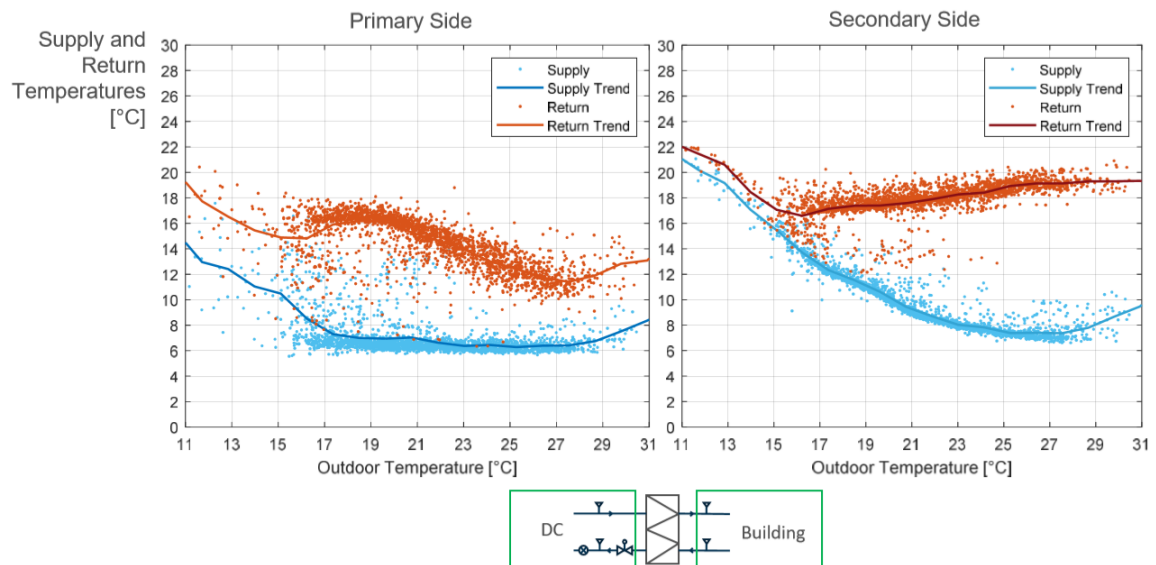 Primary Side
Secondary Side
Supply and
Return
Temperatures
[°C]
30
28
26
24
22
20
18
16
14
12
10
8
6
4
2
0
11 13 15 17 19 21 23 25 27 29 31
Outdoor Temperature [°C]
Supply
Supply Trend
Return
Return Trend
30
28
26
24
22
20
18
16
14
12
10
8
6
4
2
0
11 13 15 17 19 21 23 25 27 29 31
Outdoor Temperature [°C]
Supply
Supply Trend
Return
Return Trend
DC
Building